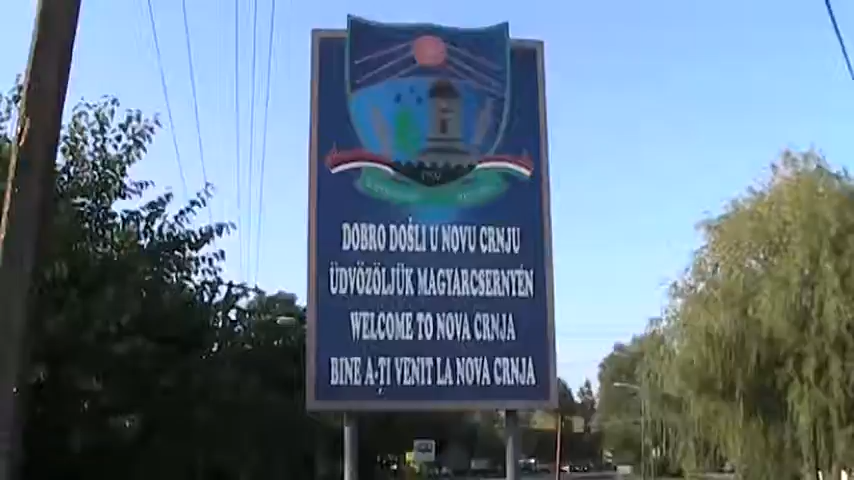 DOBRO DOŠLI U NOVU CRNJU
ÜDVÖZÖLJÜK MAGYARCSERNYÉN
WELCOME TO NOVA CRNJA
BINE A-ȚI VENIT LA NOVA CRNJA